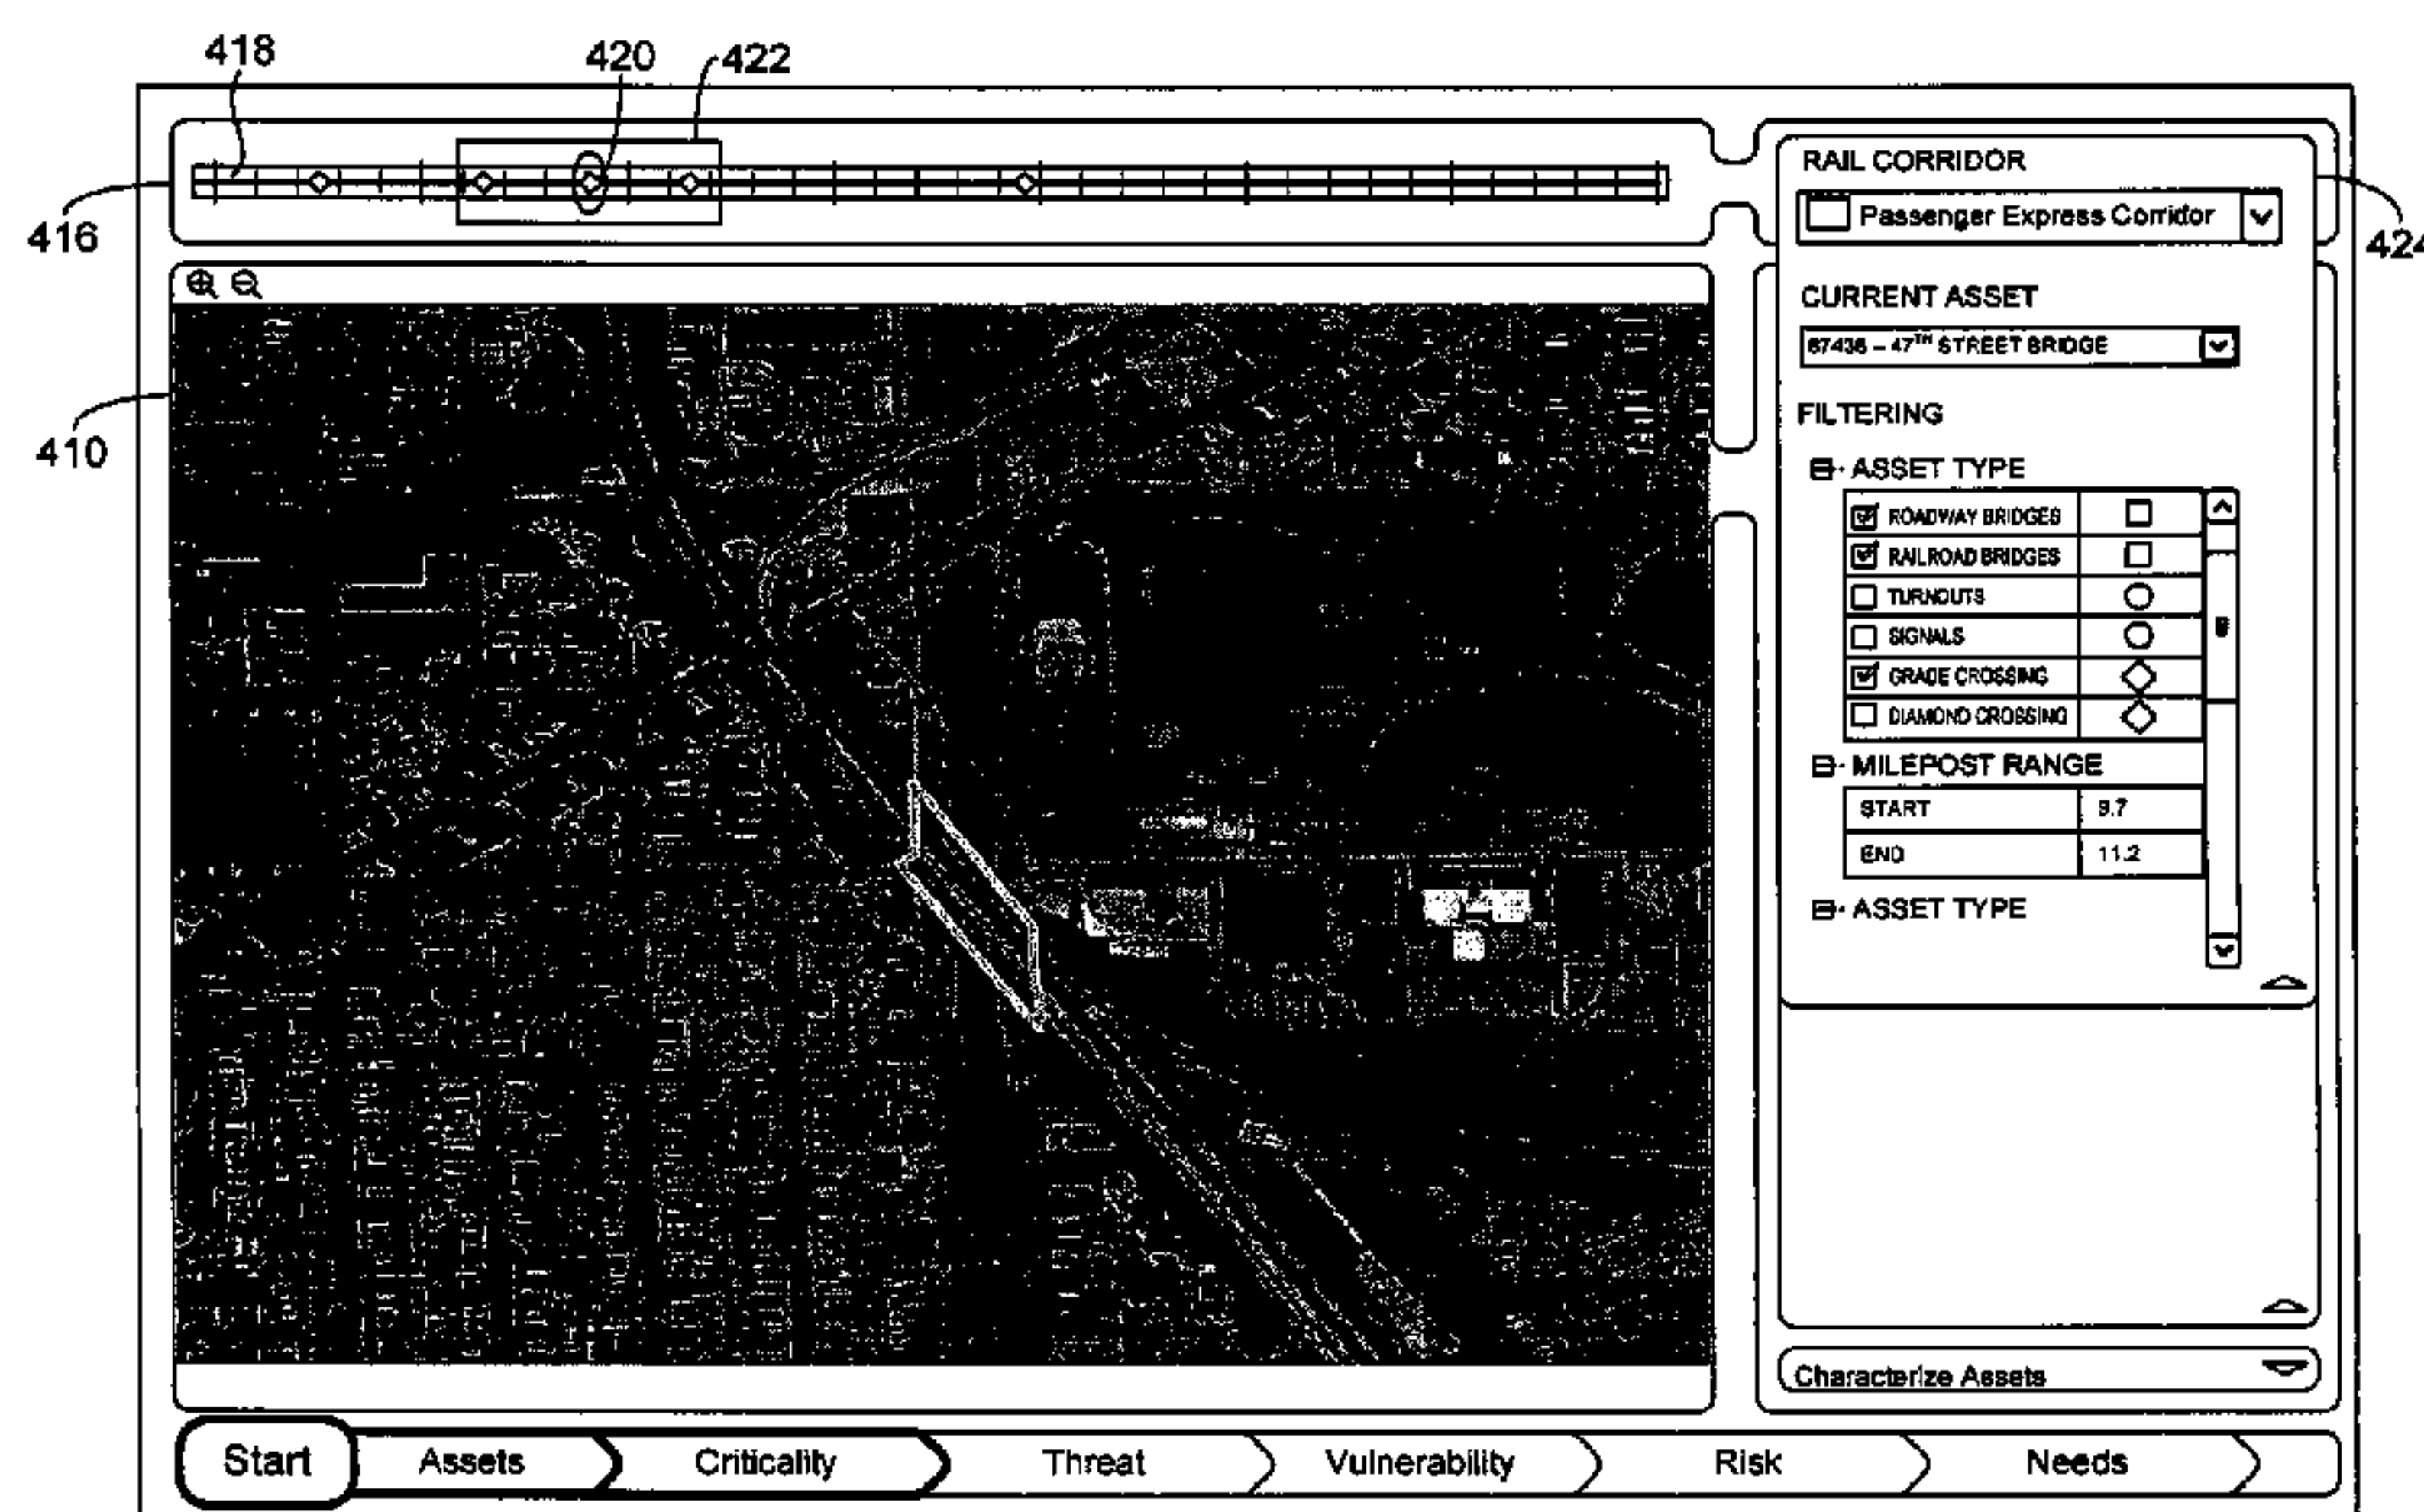 418
420
422
416
RAIL CORRIDOR
Passenger Express Corridor
424
CURRENT ASSET
67436 – 47TH STREET BRIDGE
410
FILTERING
ASSET TYPE
ROADWAY BRIDGES
RAILROAD BRIDGES
TURNOUTS
SIGNALS
GRADE CROSSING
DIAMOND CROSSING
MILEPOST RANGE
START 9.7
END 11.2
ASSET TYPE
Characterize Assets
Start Assets Criticality Threat Vulnerability Risk Needs